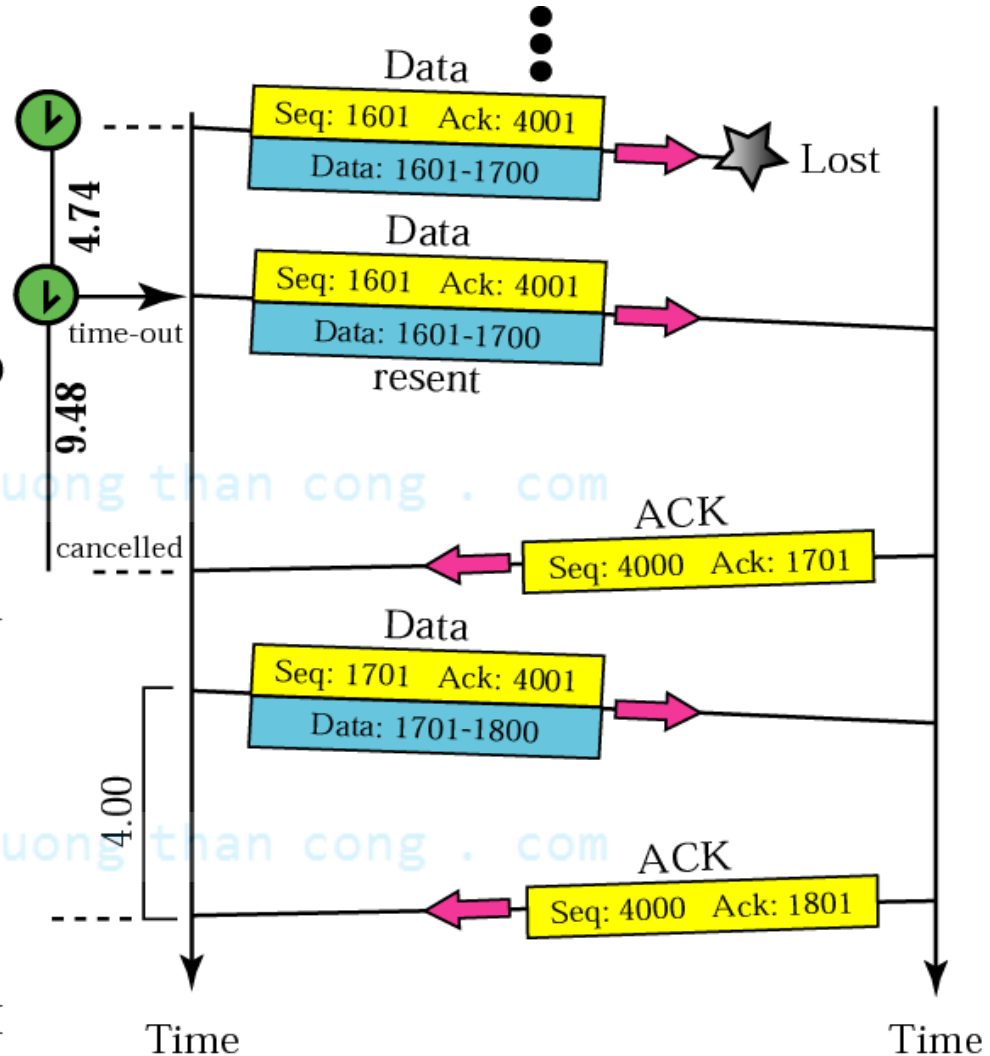 Data
Seq: 1601 Ack: 4001
Data: 1601-1700
Lost
4.74
Data
Seq: 1601 Ack: 4001
Data: 1601-1700
time-out
resent
9.48
uong than cong . com
ACK
cancelled
Seq: 4000 Ack: 1701
Data
Seq: 1701 Ack: 4001
Data: 1701-1800
4.00
uong than cong . com
ACK
Seq: 4000 Ack: 1801
Time
Time